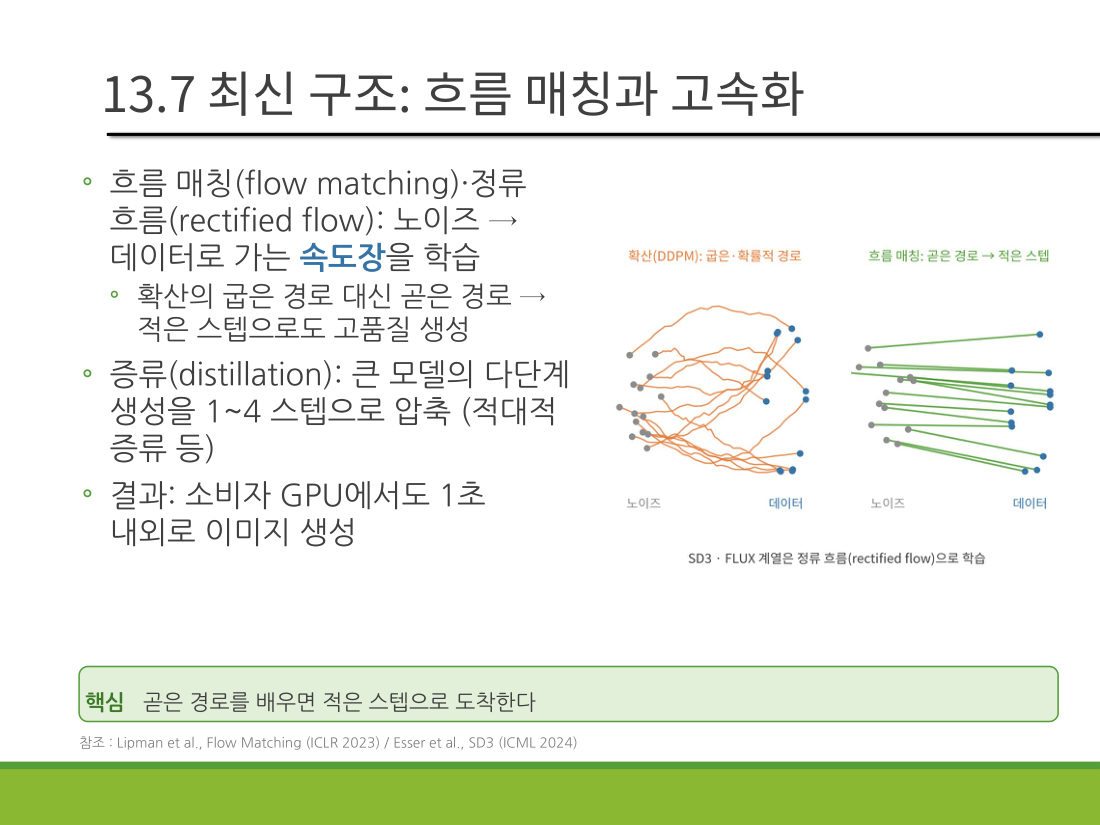 13.7 최신 구조: 흐름 매칭과 고속화
흐름 매칭(flow matching)·정류
흐름(rectified flow): 노이즈 →
데이터로 가는 속도장을 학습
확산의 굽은 경로 대신 곧은 경로 →
적은 스텝으로도 고품질 생성
증류(distillation): 큰 모델의 다단계
생성을 1~4 스텝으로 압축 (적대적
증류 등)
결과: 소비자 GPU에서도 1초
내외로 이미지 생성
확산(DDPM): 굽은·확률적 경로
흐름 매칭: 곧은 경로 → 적은 스텝
노이즈
데이터
노이즈
데이터
SD3 · FLUX 계열은 정류 흐름(rectified flow)으로 학습
핵심 곧은 경로를 배우면 적은 스텝으로 도착한다
참조 : Lipman et al., Flow Matching (ICLR 2023) / Esser et al., SD3 (ICML 2024)